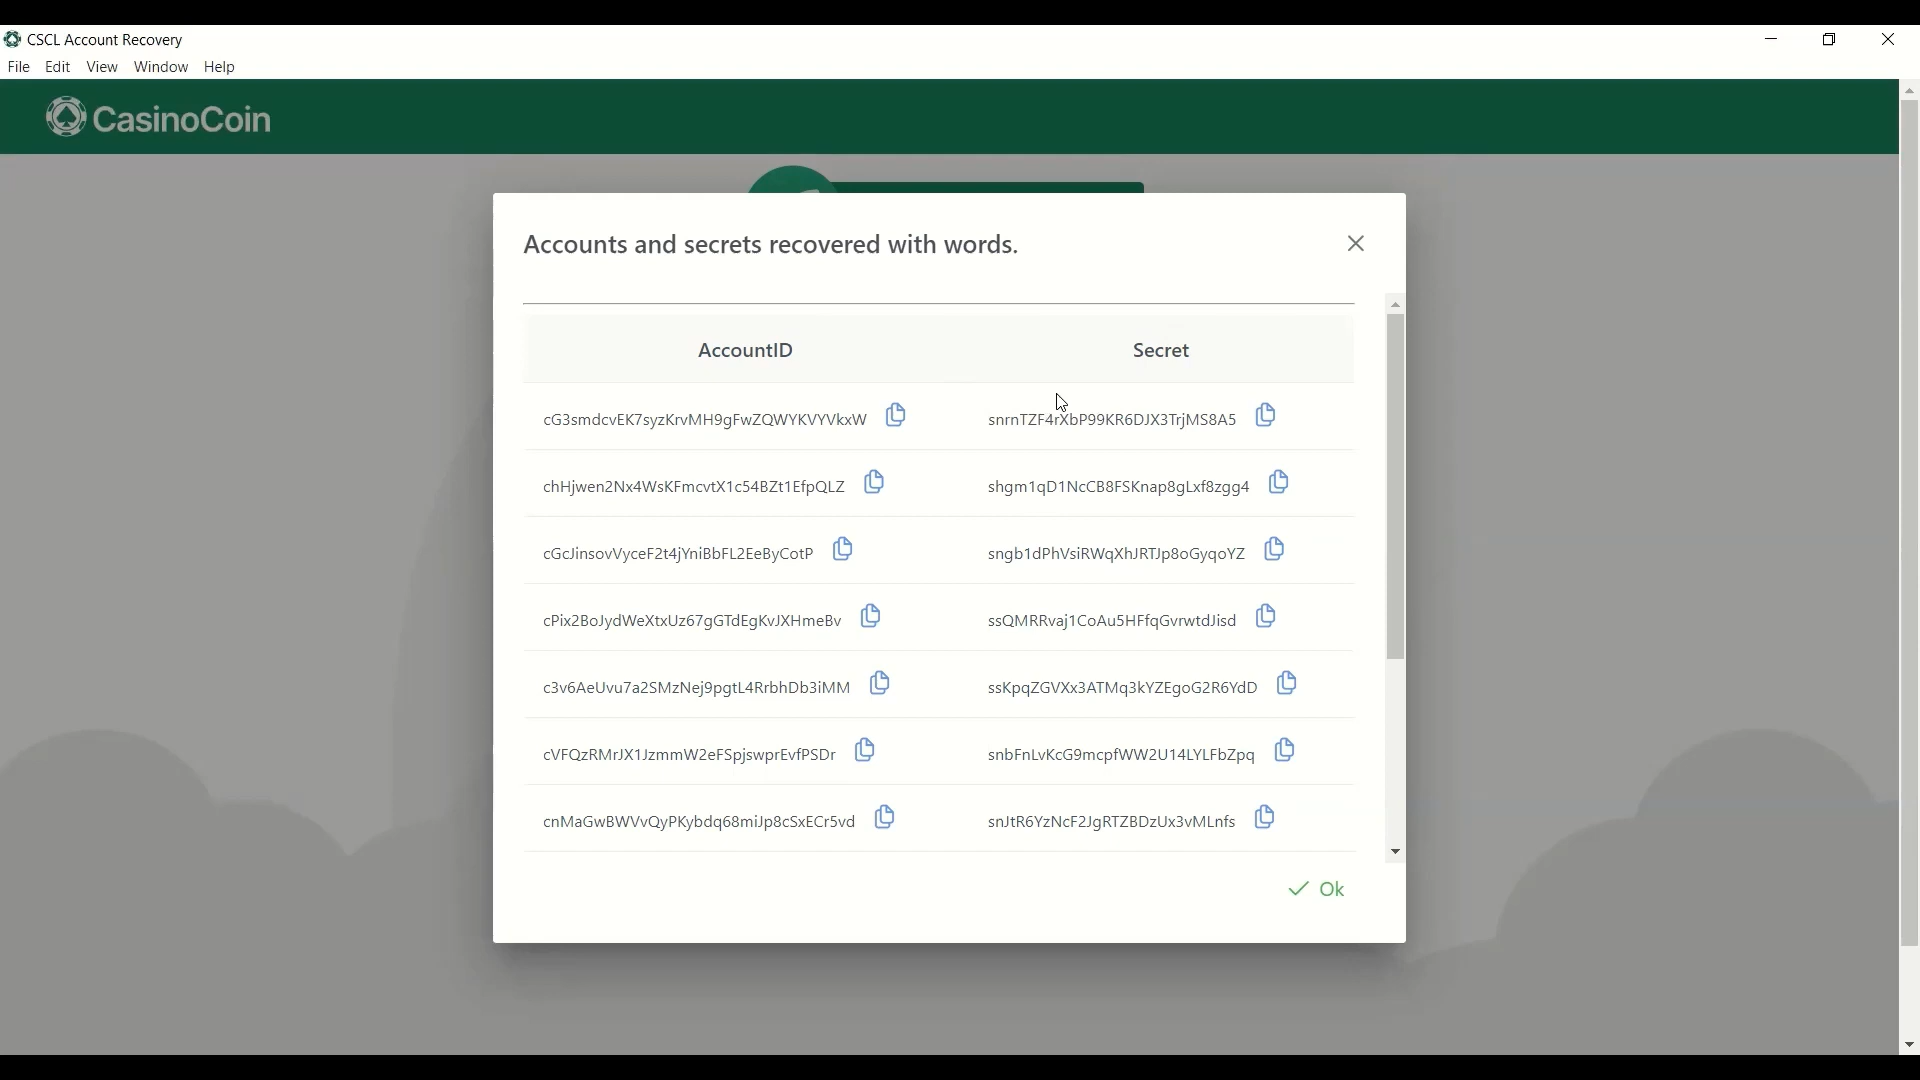 CSCL Account Recovery
File Edit View Window Help
CasinoCoin
Accounts and secrets recovered with words.
AccountID Secret
cG3smdcvEK7syzKrvMH9gFwZQWYKVYVkxW snrnTZF4rXbP99KR6DJX3TrjMS8A5
chHjwen2Nx4WsKFmcvtX1c54BZt1EfpQLZ shgm1qD1NcCB8FSKnap8gLxf8zgg4
cGcJinsovVyceF2t4jYniBbFL2EeByCotP sngb1dPhVsiRWqXhJRTJp8oGyqoYZ
cPix2BoJydWeXtxUz67gGTdEgKvJXHmeBv ssQMRRvaj1CoAu5HFfqGvrwtdJisd
c3v6AeUvu7a2SMzNej9pgtL4RrbhDb3iMM ssKpqZGVXx3ATMq3kYZEgoG2R6YdD
cVFQzRMrJX1JzmmW2eFSpjswprEvfPSDr snbFnLvKcG9mcpfWW2U14LYLFbZpq
cnMaGwBWVvQyPKybdq68miJp8cSxECr5vd snJtR6YzNcF2JgRTZBDzUx3vMLnfs
Ok